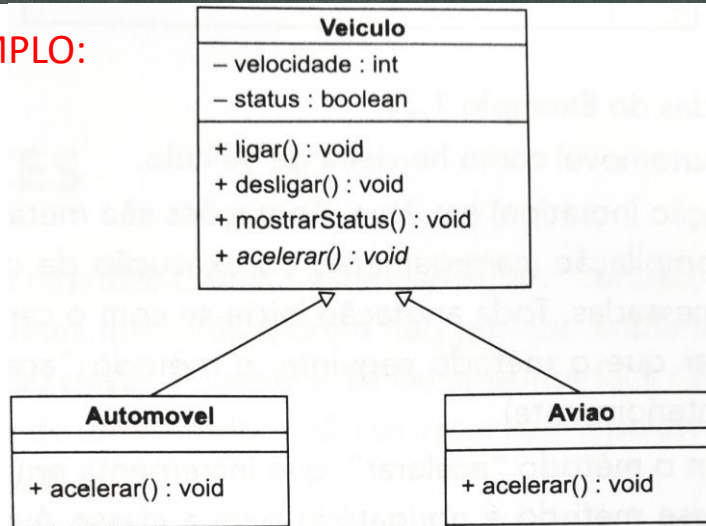 MPLO:
Veiculo
– velocidade : int
– status : boolean
+ ligar() : void
+ desligar() : void
+ mostrarStatus() : void
+ acelerar() : void
Automovel
+ acelerar() : void
Aviao
+ acelerar() : void